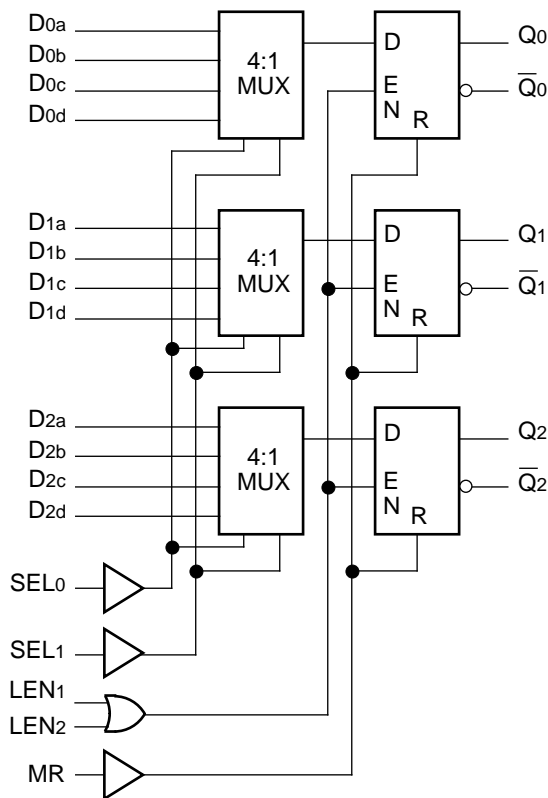 D0a
D0b
D0c
D0d
4:1
MUX
D
E
N
R
Q0
Q̅0
D1a
D1b
D1c
D1d
4:1
MUX
D
E
N
R
Q1
Q̅1
D2a
D2b
D2c
D2d
4:1
MUX
D
E
N
R
Q2
Q̅2
SEL0
SEL1
LEN1
LEN2
MR